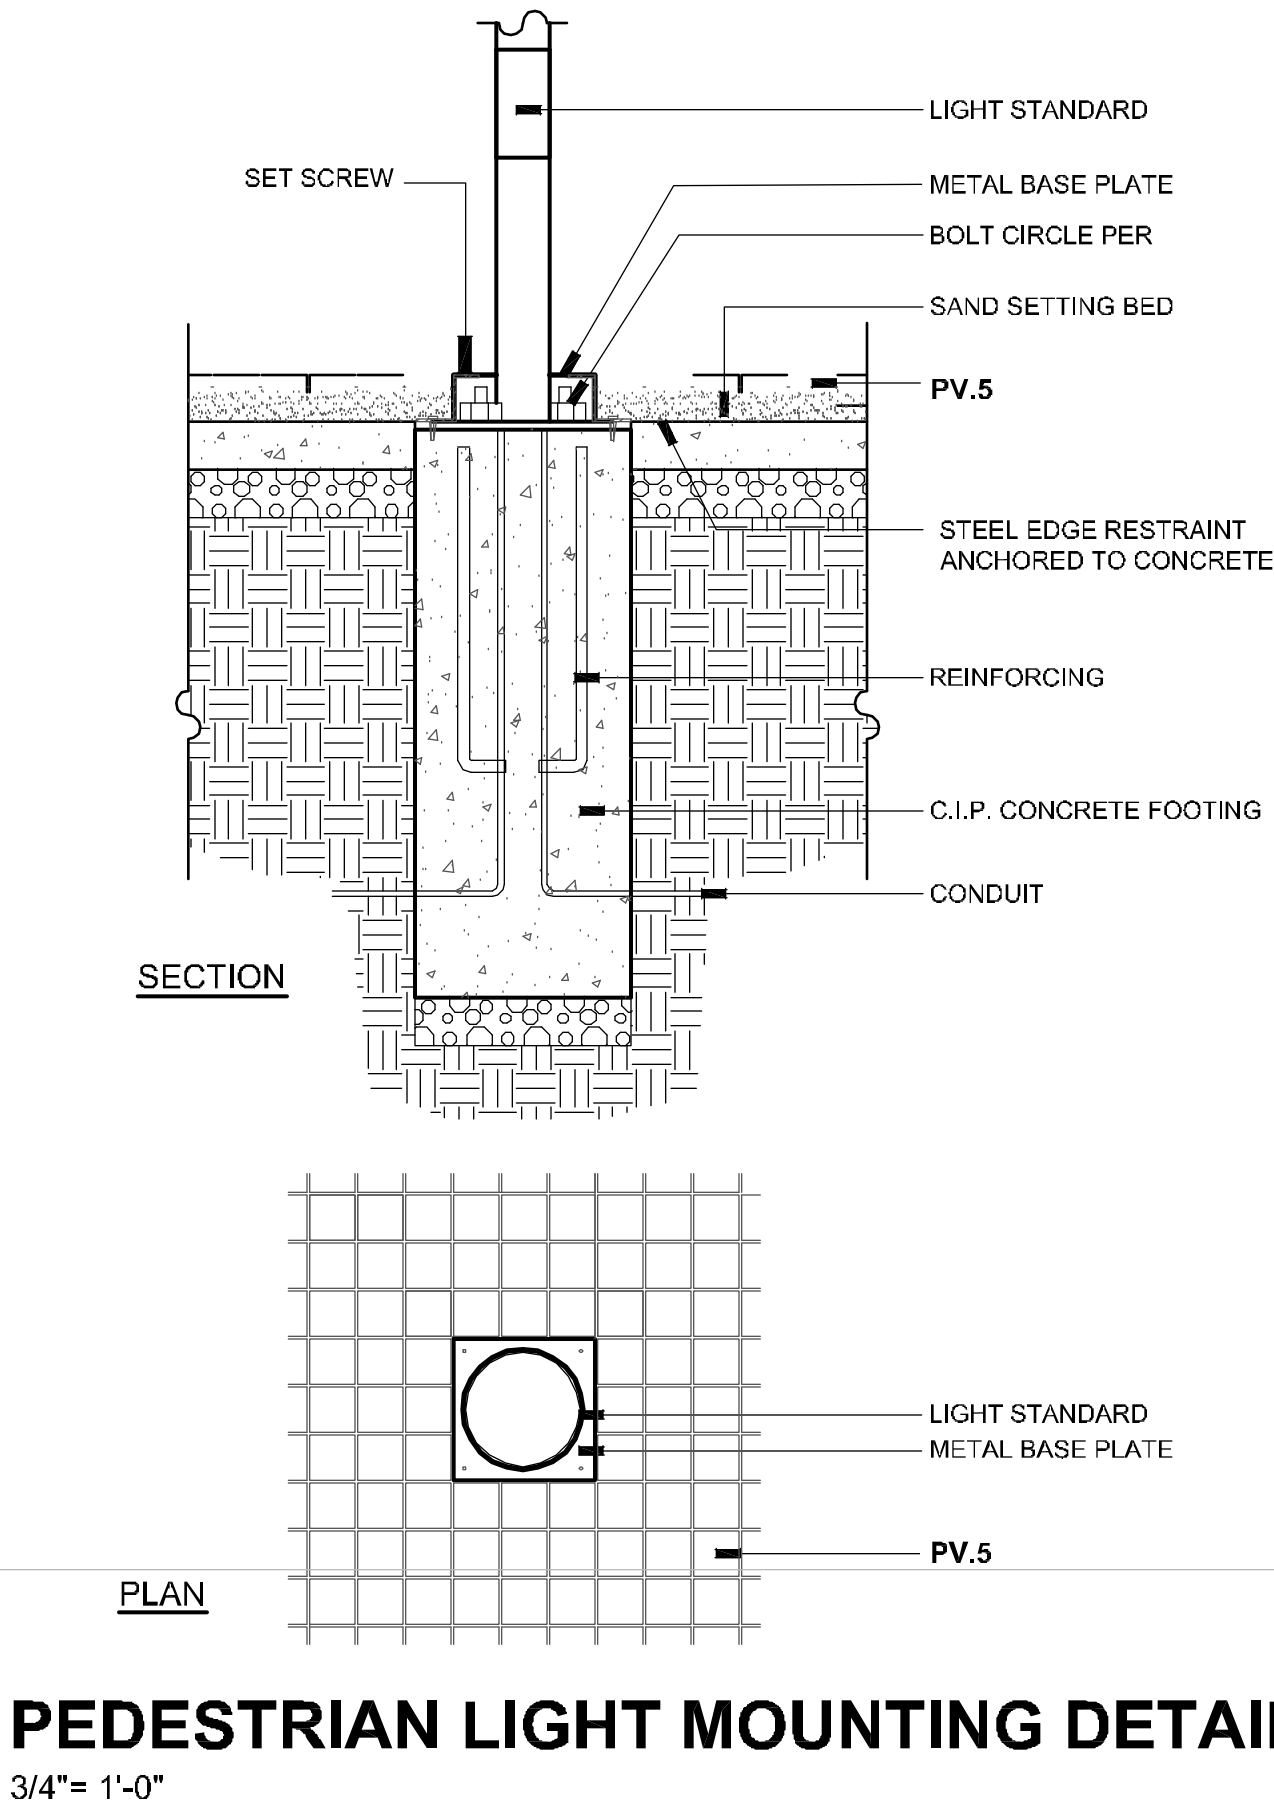 LIGHT STANDARD
SET SCREW
METAL BASE PLATE
BOLT CIRCLE PER
SAND SETTING BED
PV.5
STEEL EDGE RESTRAINT
ANCHORED TO CONCRETE
REINFORCING
C.I.P. CONCRETE FOOTING
CONDUIT
SECTION
LIGHT STANDARD
METAL BASE PLATE
PV.5
PLAN
PEDESTRIAN LIGHT MOUNTING DETAI
3/4"= 1'-0"